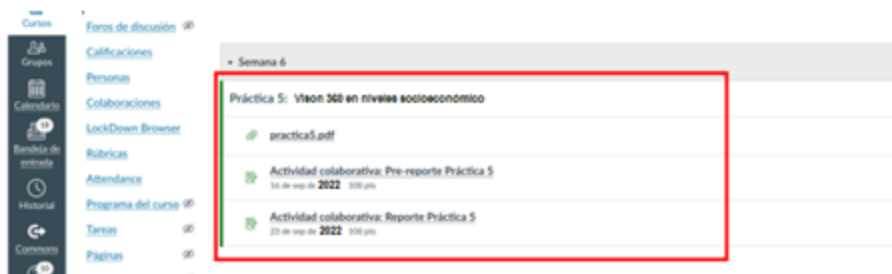 Cursos
Grupos
Calendario
Bandeja de
entrada
Historial
Commons
Foros de discusión
Calificaciones
Personas
Colaboraciones
LockDown Browser
Rúbricas
Attendance
Programa del curso
Tareas
Páginas
Semana 6
Práctica 5: Vison 360 en niveles socioeconómico
practica5.pdf
Actividad colaborativa: Pre-reporte Práctica 5
16 de sep de 2022 100 pts
Actividad colaborativa: Reporte Práctica 5
23 de sep de 2022 100 pts